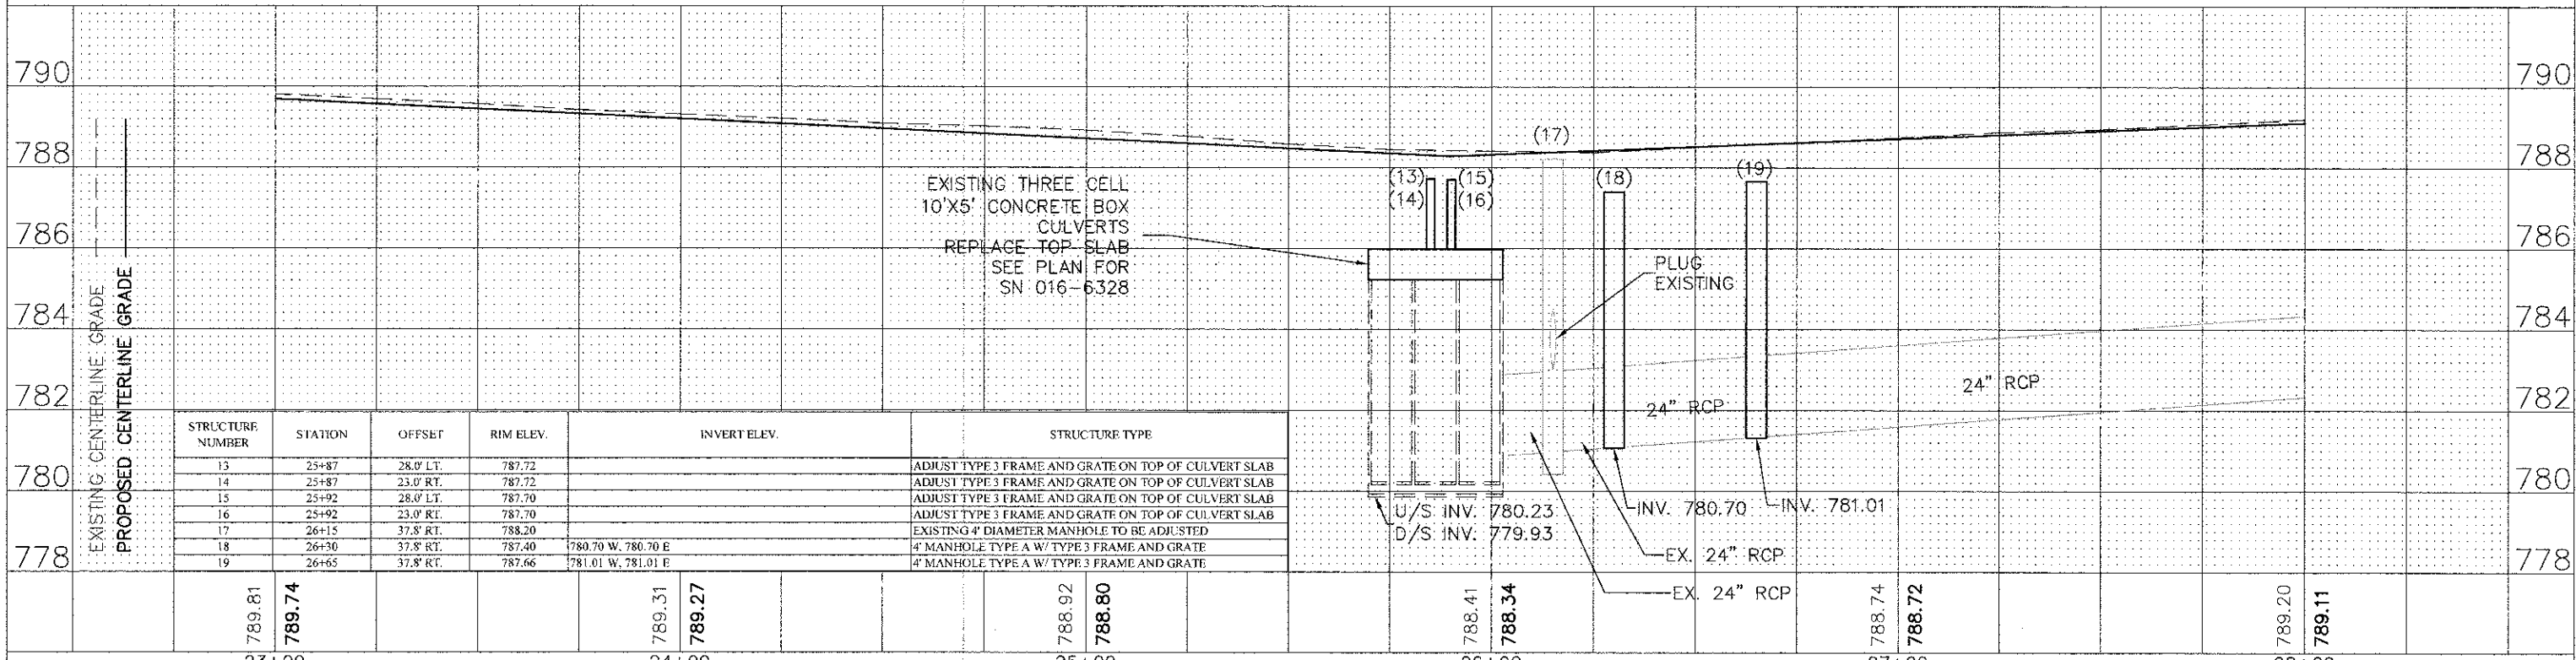 790
788
786
784
782
780
778
EXISTING CENTERLINE GRADE
PROPOSED CENTERLINE GRADE
EXISTING THREE CELL
10'X5' CONCRETE BOX
CULVERTS
REPLACE TOP SLAB
SEE PLAN FOR
SN 016-6328
(13)
(14)
(15)
(16)
(17)
(18)
(19)
PLUG
EXISTING
24" RCP
24" RCP
U/S INV. 780.23
D/S INV. 779.93
INV. 780.70
INV. 781.01
EX. 24" RCP
EX. 24" RCP
790
788
786
784
782
780
778
STRUCTURE NUMBER STATION OFFSET RIM ELEV. INVERT ELEV. STRUCTURE TYPE
13 25+87 28.0' LT. 787.72 ADJUST TYPE 3 FRAME AND GRATE ON TOP OF CULVERT SLAB
14 25+87 23.0' RT. 787.72 ADJUST TYPE 3 FRAME AND GRATE ON TOP OF CULVERT SLAB
15 25+92 28.0' LT. 787.70 ADJUST TYPE 3 FRAME AND GRATE ON TOP OF CULVERT SLAB
16 25+92 23.0' RT. 787.70 ADJUST TYPE 3 FRAME AND GRATE ON TOP OF CULVERT SLAB
17 26+15 37.8' RT. 788.20 EXISTING 4' DIAMETER MANHOLE TO BE ADJUSTED
18 26+30 37.8' RT. 787.40 780.70 W, 780.70 E 4' MANHOLE TYPE A W/ TYPE 3 FRAME AND GRATE
19 26+65 37.8' RT. 787.66 781.01 W, 781.01 E 4' MANHOLE TYPE A W/ TYPE 3 FRAME AND GRATE
789.81 789.74
789.31 789.27
788.92 788.80
788.41 788.34
788.74 788.72
789.20 789.11